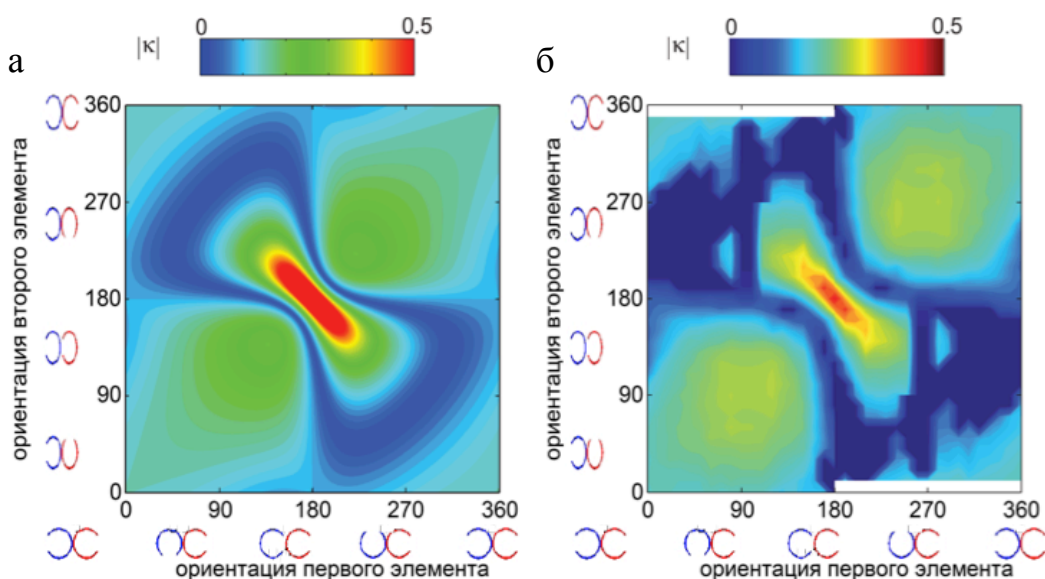 0 0.5
|κ|
а
360
270
180
90
0
ориентация второго элемента
0 90 180 270 360
ориентация первого элемента
0 0.5
|κ|
б
360
270
180
90
0
ориентация второго элемента
0 90 180 270 360
ориентация первого элемента